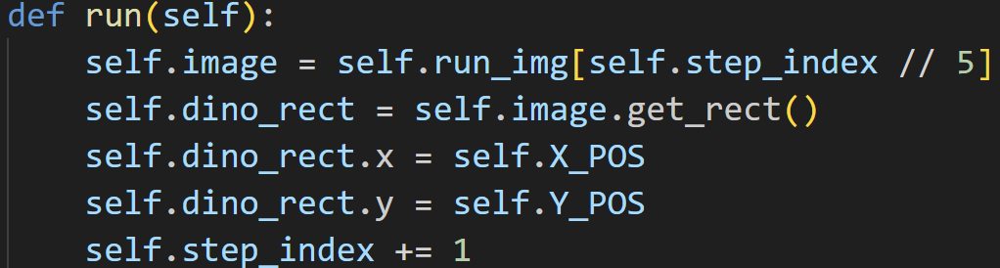 def run(self):
    self.image = self.run_img[self.step_index // 5]
    self.dino_rect = self.image.get_rect()
    self.dino_rect.x = self.X_POS
    self.dino_rect.y = self.Y_POS
    self.step_index += 1